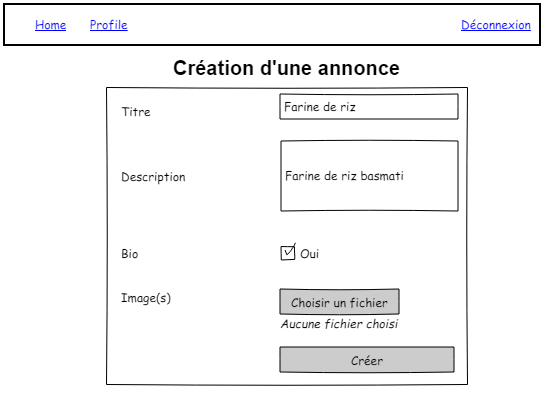 Home Profile Déconnexion
Création d'une annonce
Titre Farine de riz
Description Farine de riz basmati
Bio Oui
Image(s) Choisir un fichier
Aucune fichier choisi
Créer